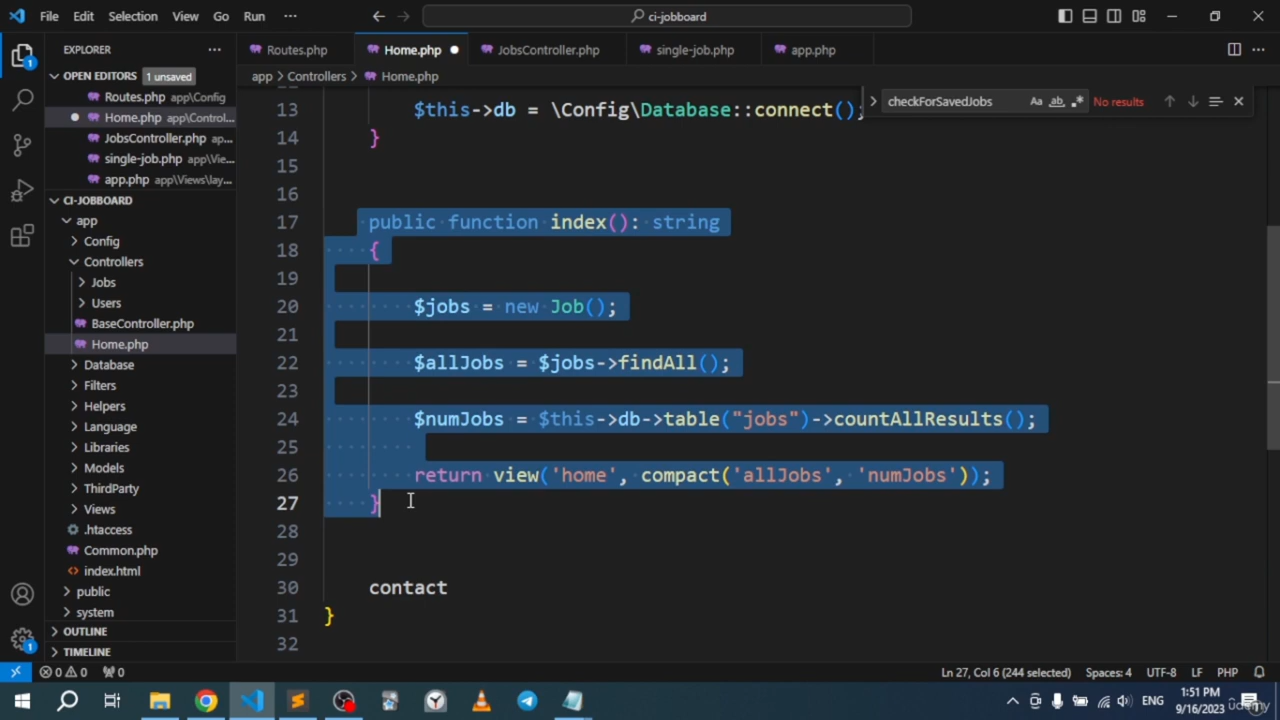 File Edit Selection View Go Run ··· ci-jobboard
EXPLORER ···
Routes.php
Home.php
JobsController.php
single-job.php
app.php
OPEN EDITORS 1 unsaved
app > Controllers > Home.php
Routes.php app\Config
Home.php app\Control...
JobsController.php ap...
single-job.php app\Vie...
app.php app\Views\lay...
checkForSavedJobs Aa ab .* No results
CI-JOBBOARD
app
Config
Controllers
Jobs
Users
BaseController.php
Home.php
Database
Filters
Helpers
Language
Libraries
Models
ThirdParty
Views
.htaccess
Common.php
index.html
public
system
OUTLINE
TIMELINE
13 $this->db = \Config\Database::connect();
14 }
15
16
17 public function index(): string
18 {
19
20 $jobs = new Job();
21
22 $allJobs = $jobs->findAll();
23
24 $numJobs = $this->db->table("jobs")->countAllResults();
25
26 return view('home', compact('allJobs', 'numJobs'));
27 }
28
29
30 contact
31 }
32
0 0 0 Ln 27, Col 6 (244 selected) Spaces: 4 UTF-8 LF PHP
ENG 1:51 PM
9/16/2023
udemy